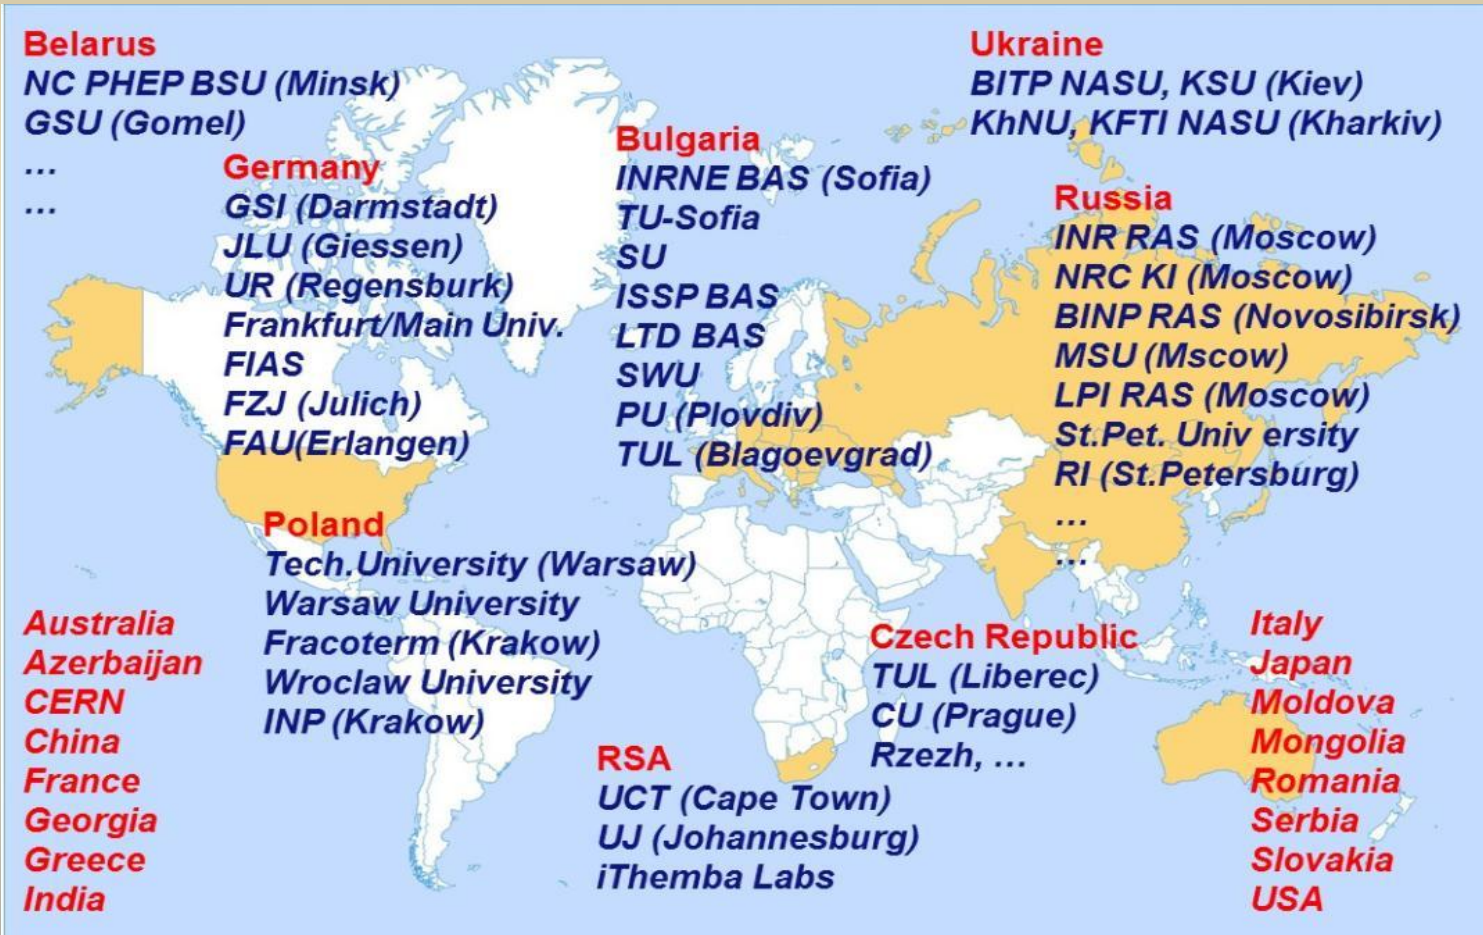 Belarus
NC PHEP BSU (Minsk)
GSU (Gomel)
…
…
Germany
GSI (Darmstadt)
JLU (Giessen)
UR (Regensburk)
Frankfurt/Main Univ.
FIAS
FZJ (Julich)
FAU(Erlangen)
Bulgaria
INRNE BAS (Sofia)
TU-Sofia
SU
ISSP BAS
LTD BAS
SWU
PU (Plovdiv)
TUL (Blagoevgrad)
Ukraine
BITP NASU, KSU (Kiev)
KhNU, KFTI NASU (Kharkiv)
Russia
INR RAS (Moscow)
NRC KI (Moscow)
BINP RAS (Novosibirsk)
MSU (Mscow)
LPI RAS (Moscow)
St.Pet. Univ ersity
RI (St.Petersburg)
…
…
Poland
Tech.University (Warsaw)
Warsaw University
Fracoterm (Krakow)
Wroclaw University
INP (Krakow)
Australia
Azerbaijan
CERN
China
France
Georgia
Greece
India
RSA
UCT (Cape Town)
UJ (Johannesburg)
iThemba Labs
Czech Republic
TUL (Liberec)
CU (Prague)
Rzezh, …
Italy
Japan
Moldova
Mongolia
Romania
Serbia
Slovakia
USA